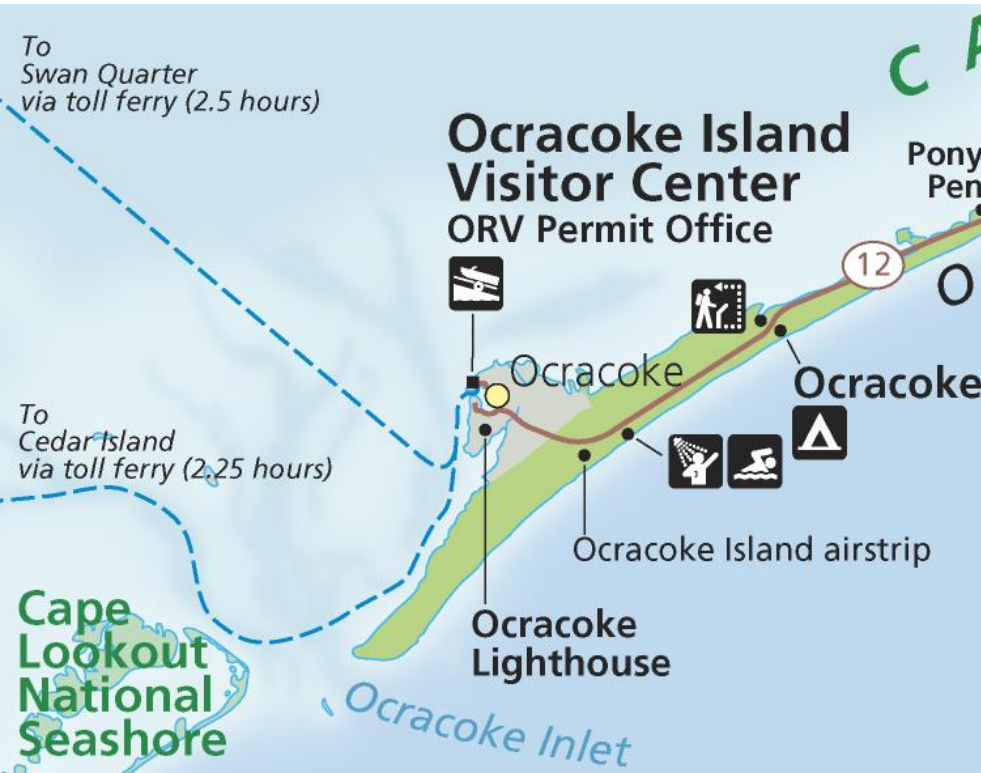 To
Swan Quarter
via toll ferry (2.5 hours)
C A
Ocracoke Island
Visitor Center
ORV Permit Office
Pony
Pen
12
O
Ocracoke
Ocracoke
To
Cedar Island
via toll ferry (2.25 hours)
Ocracoke Island airstrip
Cape
Lookout
National
Seashore
Ocracoke
Lighthouse
Ocracoke Inlet